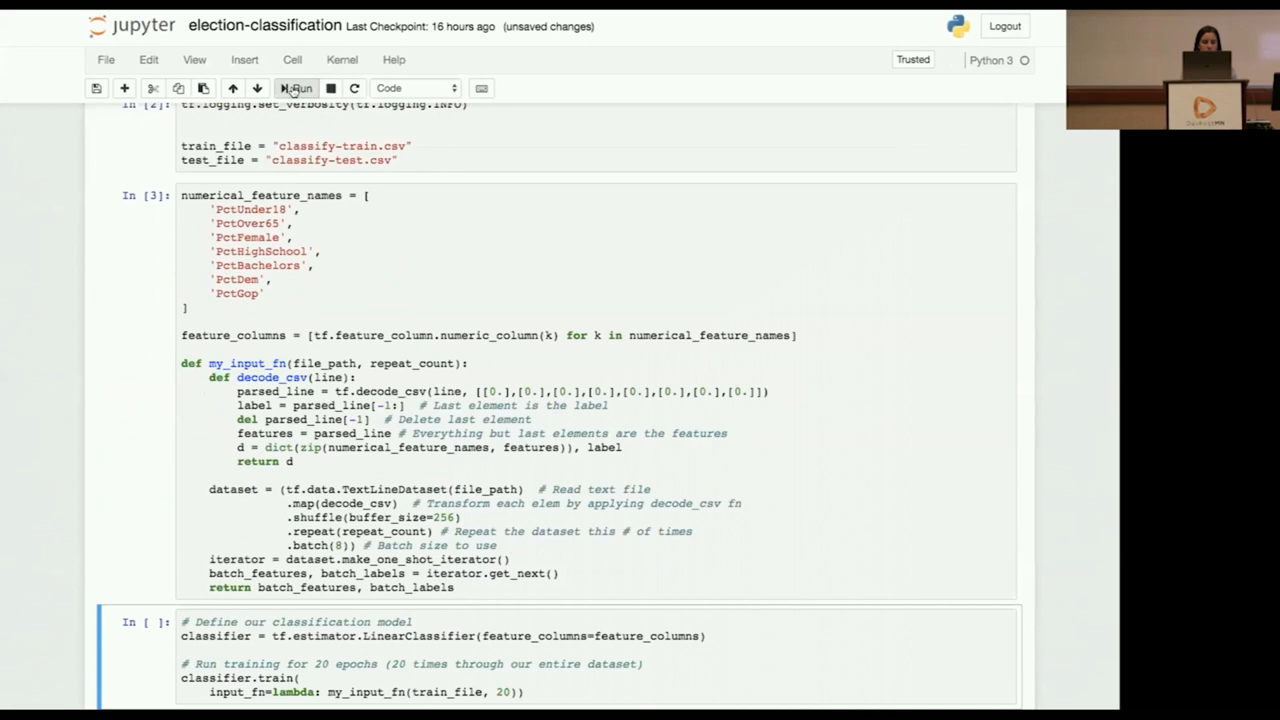 jupyter election-classification Last Checkpoint: 16 hours ago (unsaved changes) Logout
File Edit View Insert Cell Kernel Help Trusted Python 3
Run Code
In [2]: tf.logging.set_verbosity(tf.logging.INFO)
train_file = "classify-train.csv"
test_file = "classify-test.csv"
In [3]: numerical_feature_names = [
'PctUnder18',
'PctOver65',
'PctFemale',
'PctHighSchool',
'PctBachelors',
'PctDem',
'PctGop'
]
feature_columns = [tf.feature_column.numeric_column(k) for k in numerical_feature_names]
def my_input_fn(file_path, repeat_count):
def decode_csv(line):
parsed_line = tf.decode_csv(line, [[0.],[0.],[0.],[0.],[0.],[0.],[0.],[0.]])
label = parsed_line[-1:] # Last element is the label
del parsed_line[-1] # Delete last element
features = parsed_line # Everything but last elements are the features
d = dict(zip(numerical_feature_names, features)), label
return d
dataset = (tf.data.TextLineDataset(file_path) # Read text file
.map(decode_csv) # Transform each elem by applying decode_csv fn
.shuffle(buffer_size=256)
.repeat(repeat_count) # Repeat the dataset this # of times
.batch(8)) # Batch size to use
iterator = dataset.make_one_shot_iterator()
batch_features, batch_labels = iterator.get_next()
return batch_features, batch_labels
In [ ]: # Define our classification model
classifier = tf.estimator.LinearClassifier(feature_columns=feature_columns)
# Run training for 20 epochs (20 times through our entire dataset)
classifier.train(
input_fn=lambda: my_input_fn(train_file, 20))